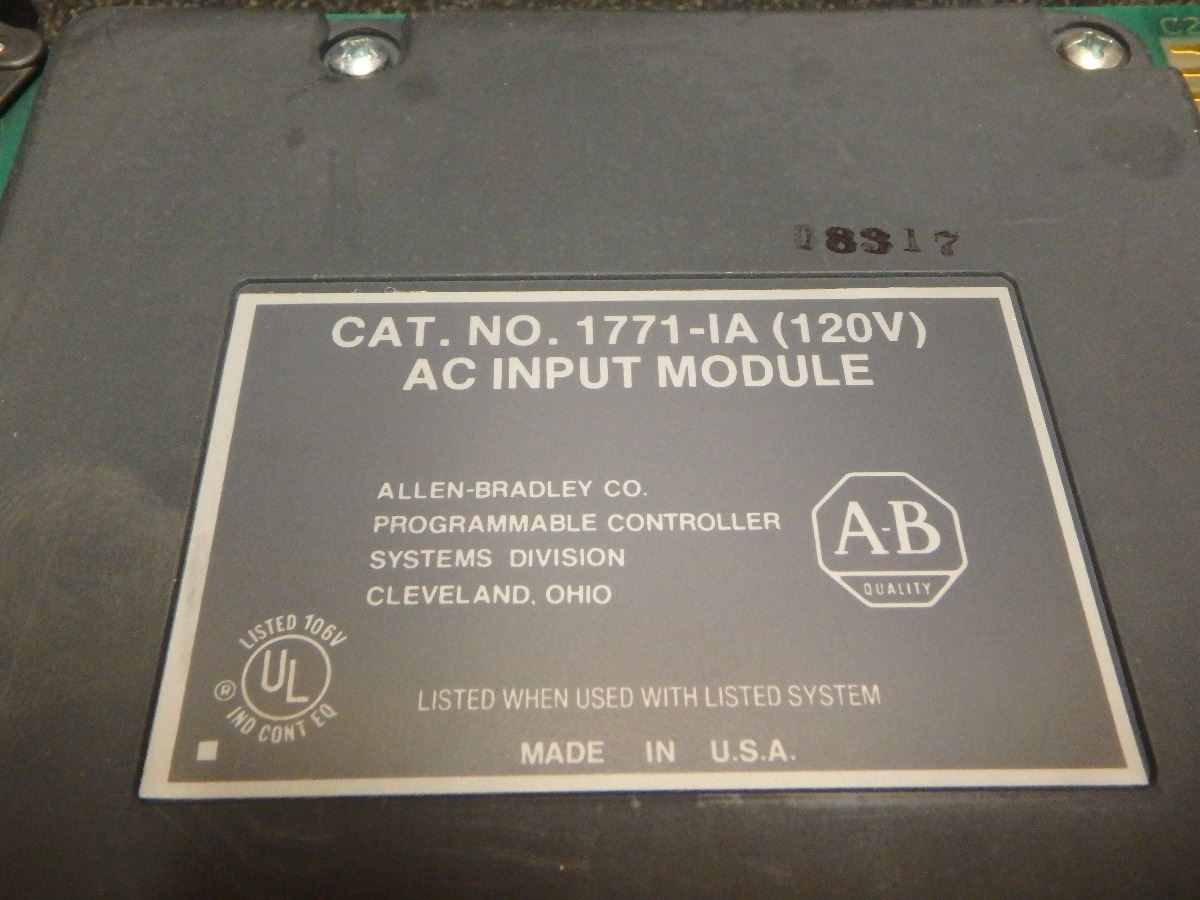 C2
08317
CAT. NO. 1771-IA (120V)
AC INPUT MODULE
ALLEN-BRADLEY CO.
PROGRAMMABLE CONTROLLER
SYSTEMS DIVISION
CLEVELAND, OHIO
A-B
QUALITY
LISTED 106V
UL
®
IND CONT EQ
LISTED WHEN USED WITH LISTED SYSTEM
MADE IN U.S.A.